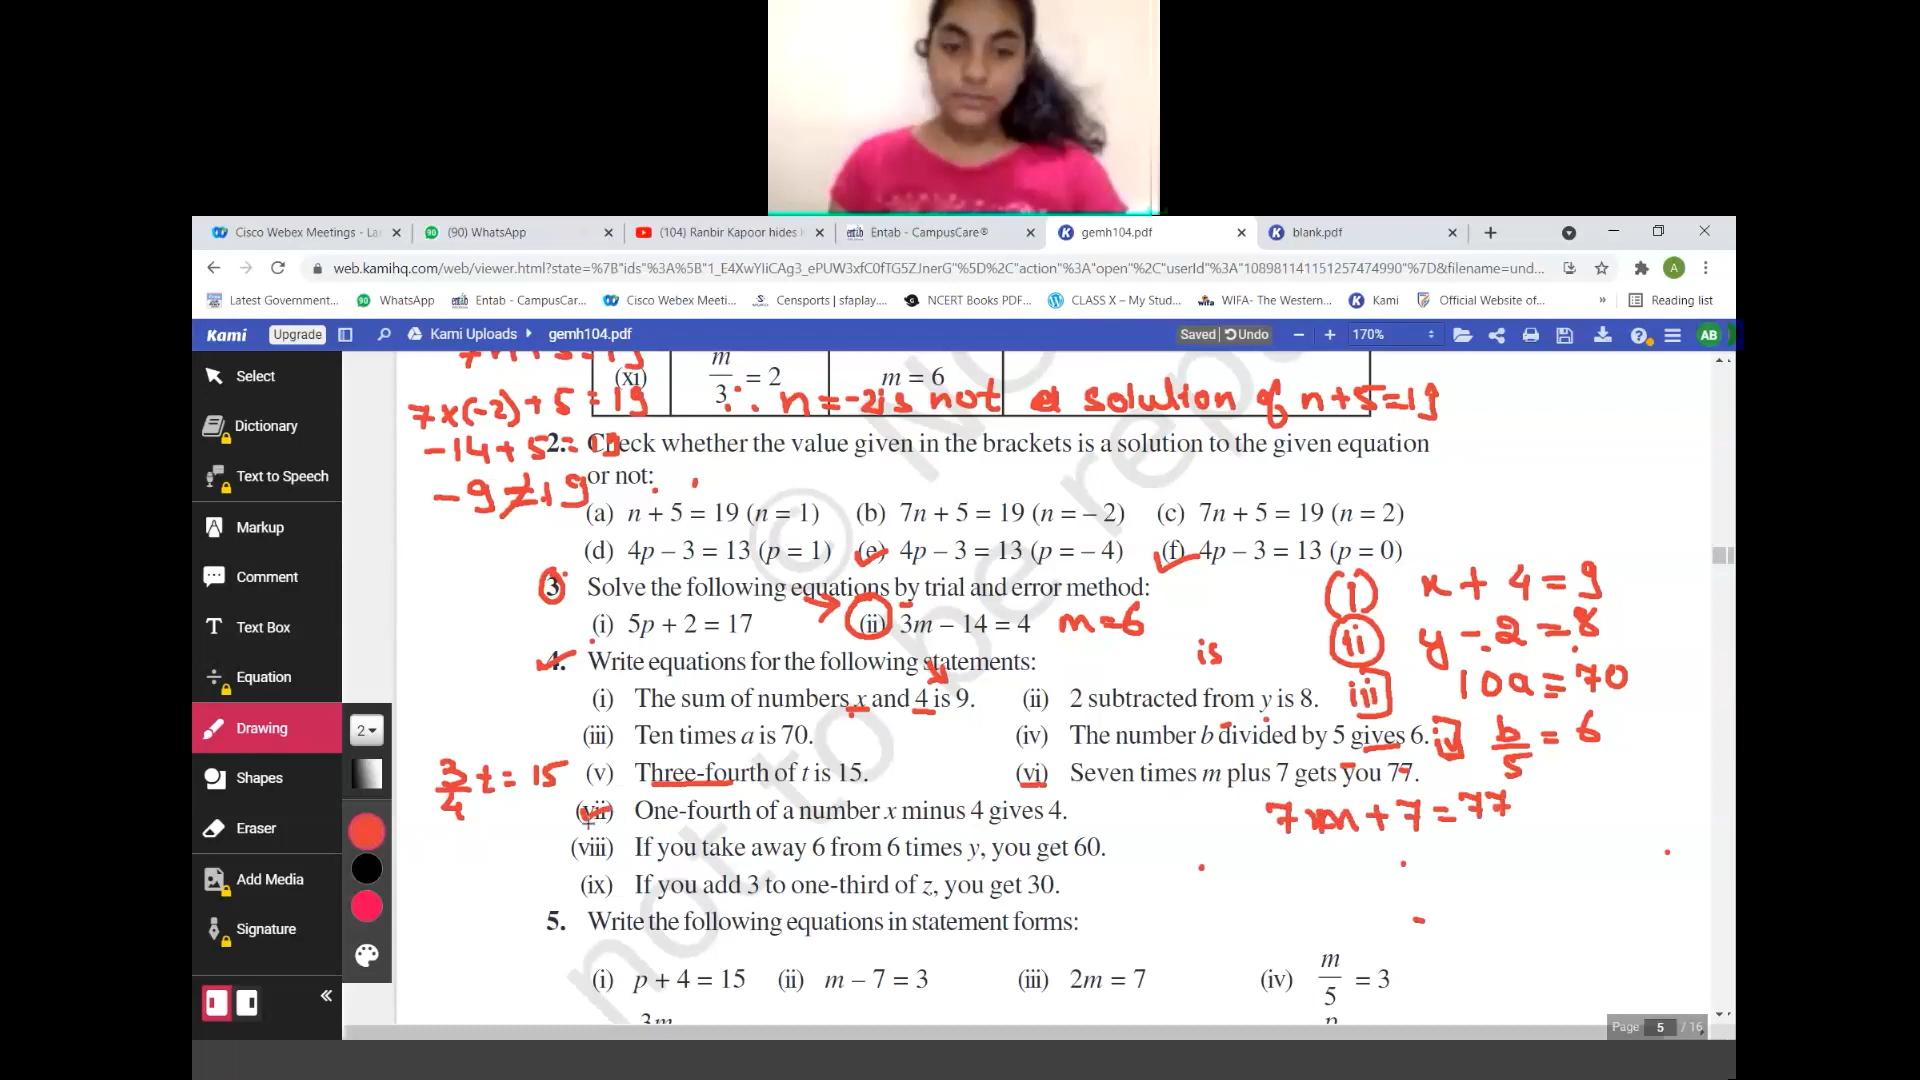 Cisco Webex Meetings - La
(90) WhatsApp
(104) Ranbir Kapoor hides
Entab - CampusCare®
gemh104.pdf
blank.pdf
web.kamihq.com/web/viewer.html?state=%7B"ids"%3A%5B"1_E4XwYIiCAg3_ePUW3xfC0fTG5ZJnerG"%5D%2C"action"%3A"open"%2C"userId"%3A"108981141151257474990"%7D&filename=und...
A
Latest Government...
WhatsApp
Entab - CampusCar...
Cisco Webex Meeti...
Censports | sfaplay....
NCERT Books PDF...
CLASS X – My Stud...
WIFA- The Western...
Kami
Official Website of...
»
Reading list
Kami
Upgrade
Kami Uploads
gemh104.pdf
Saved
Undo
170%
AB
Select
Dictionary
Text to Speech
Markup
Comment
Text Box
Equation
Drawing
Shapes
Eraser
Add Media
Signature
2
(xi) m/3 = 2 m = 6
7×(-2)+5=19
∴ n=-2 is not a solution of n+5=19
-14+5=19
2. Check whether the value given in the brackets is a solution to the given equation
or not:
-9≠19
(a) n + 5 = 19 (n = 1) (b) 7n + 5 = 19 (n = – 2) (c) 7n + 5 = 19 (n = 2)
(d) 4p – 3 = 13 (p = 1) (e) 4p – 3 = 13 (p = – 4) (f) 4p – 3 = 13 (p = 0)
3. Solve the following equations by trial and error method:
(i) x + 4 = 9
(i) 5p + 2 = 17 (ii) 3m – 14 = 4 m=6
(ii) y - 2 = 8
is
4. Write equations for the following statements:
iii 10a = 70
(i) The sum of numbers x and 4 is 9. (ii) 2 subtracted from y is 8.
(iii) Ten times a is 70. (iv) The number b divided by 5 gives 6.
iv b/5 = 6
3/4 t = 15
(v) Three-fourth of t is 15. (vi) Seven times m plus 7 gets you 77.
(vii) One-fourth of a number x minus 4 gives 4.
7×m+7=77
(viii) If you take away 6 from 6 times y, you get 60.
(ix) If you add 3 to one-third of z, you get 30.
5. Write the following equations in statement forms:
(i) p + 4 = 15 (ii) m – 7 = 3 (iii) 2m = 7 (iv) m/5 = 3
Page 5 / 16